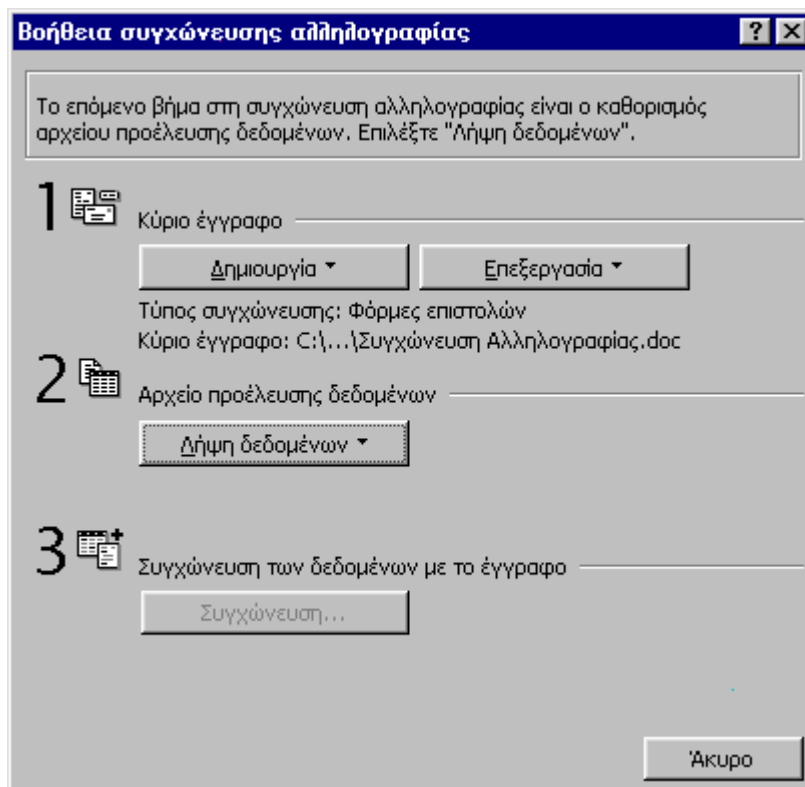 Βοήθεια συγχώνευσης αλληλογραφίας
Το επόμενο βήμα στη συγχώνευση αλληλογραφίας είναι ο καθορισμός
αρχείου προέλευσης δεδομένων. Επιλέξτε "Λήψη δεδομένων".
1 Κύριο έγγραφο
Δημιουργία Επεξεργασία
Τύπος συγχώνευσης: Φόρμες επιστολών
Κύριο έγγραφο: C:\...\Συγχώνευση Αλληλογραφίας.doc
2 Αρχείο προέλευσης δεδομένων
Λήψη δεδομένων
3 Συγχώνευση των δεδομένων με το έγγραφο
Συγχώνευση...
Άκυρο